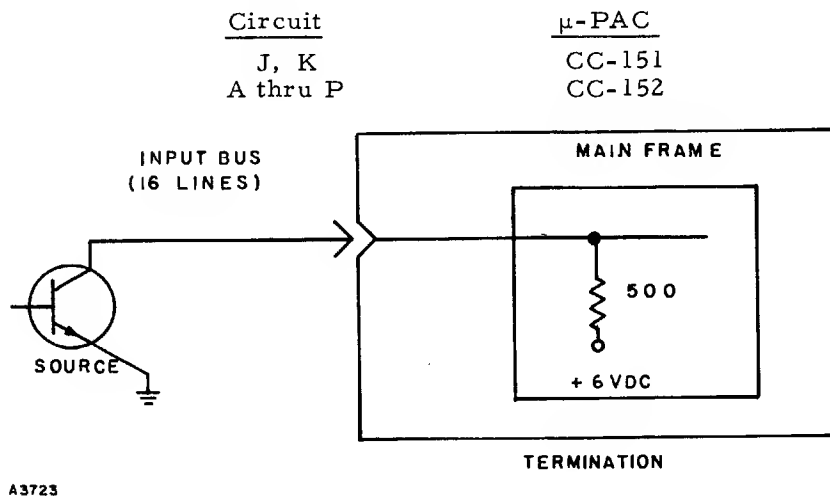 Circuit µ-PAC
J, K CC-151
A thru P CC-152
INPUT BUS
(16 LINES)
MAIN FRAME
500
+ 6 VDC
SOURCE
TERMINATION
A3723